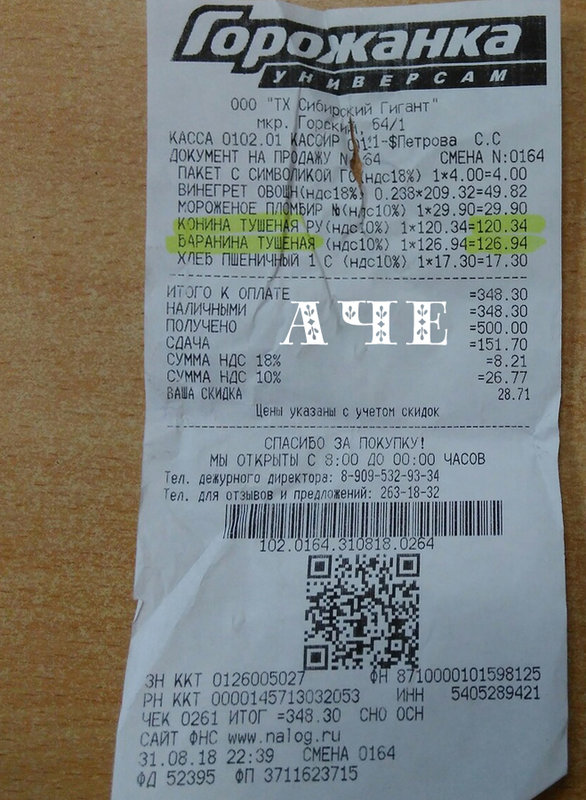 Горожанка
УНИВЕРСАМ
ООО "ТХ Сибирский Гигант"
мкр. Горский, 64/1
КАССА 0102.01 КАССИР 1-$Петрова С.С
ДОКУМЕНТ НА ПРОДАЖУ 64 СМЕНА N:0164
ПАКЕТ С СИМВОЛИКОЙ ГО(НДС18%) 1*4.00=4.00
ВИНЕГРЕТ ОВОЩН(НДС18%) 0.238*209.32=49.82
МОРОЖЕНОЕ ПЛОМБИР №(НДС10%) 1*29.90=29.90
КОНИНА ТУШЕНАЯ РУ(НДС10%) 1*120.34=120.34
БАРАНИНА ТУШЕНАЯ (НДС10%) 1*126.94=126.94
ХЛЕБ ПШЕНИЧНЫЙ 1 С (НДС10%) 1*17.30=17.30
ИТОГО К ОПЛАТЕ =348.30
НАЛИЧНЫМИ =348.30
АЧЕ
ПОЛУЧЕНО =500.00
СДАЧА =151.70
СУММА НДС 18% =8.21
СУММА НДС 10% =26.77
ВАША СКИДКА 28.71
Цены указаны с учетом скидок
СПАСИБО ЗА ПОКУПКУ!
МЫ ОТКРЫТЫ С 8:00 ДО 00:00 ЧАСОВ
Тел. дежурного директора: 8-909-532-93-34
Тел. для отзывов и предложений: 263-18-32
102.0164.310818.0264
ЗН ККТ 0126005027 ФН 8710000101598125
РН ККТ 0000145713032053 ИНН 5405289421
ЧЕК 0261 ИТОГ =348.30 СНО ОСН
САЙТ ФНС www.nalog.ru
31.08.18 22:39 СМЕНА 0164
ФД 52395 ФП 3711623715